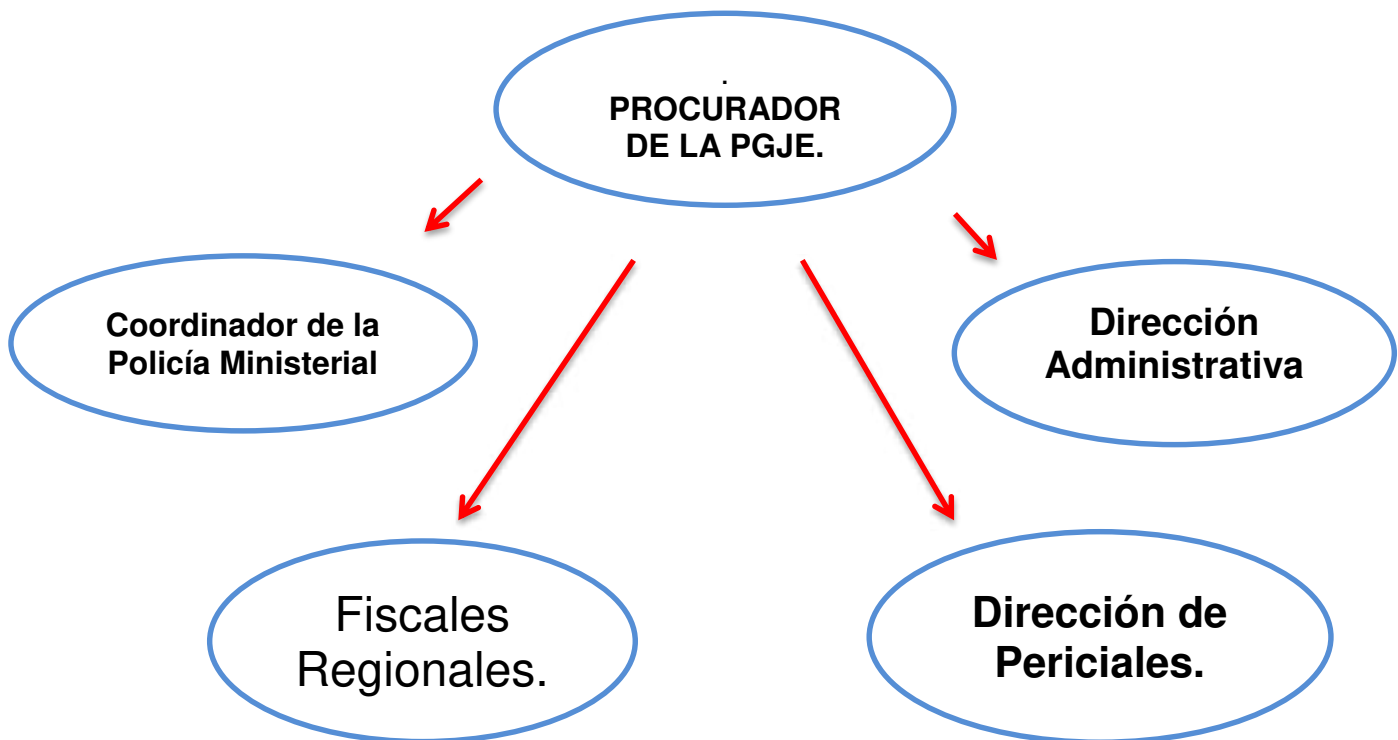 .
PROCURADOR
DE LA PGJE.
Coordinador de la
Policía Ministerial
Dirección
Administrativa
Fiscales
Regionales.
Dirección de
Periciales.